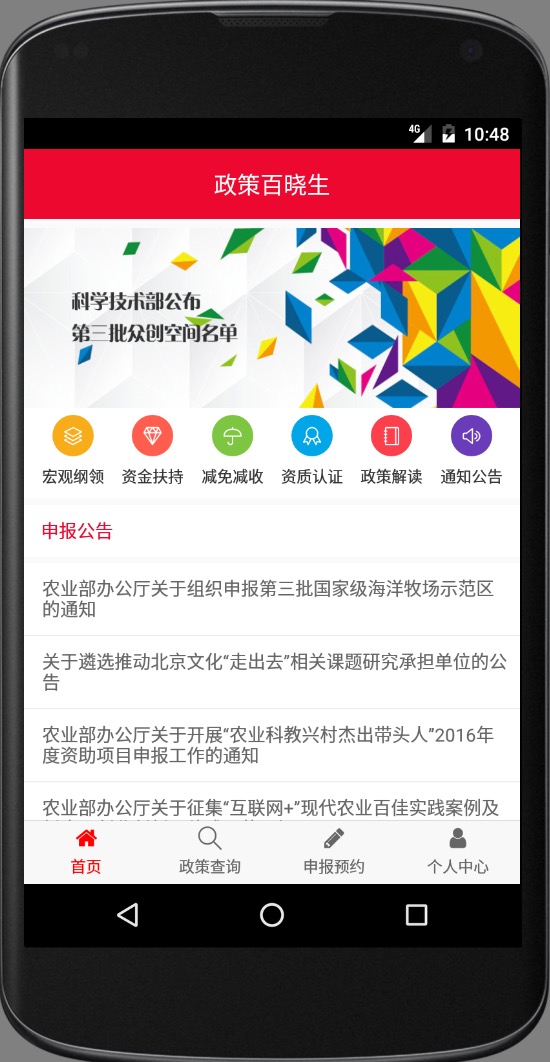 4G 10:48
政策百晓生
科学技术部公布
第三批众创空间名单
宏观纲领 资金扶持 减免减收 资质认证 政策解读 通知公告
申报公告
农业部办公厅关于组织申报第三批国家级海洋牧场示范区
的通知
关于遴选推动北京文化“走出去”相关课题研究承担单位的公
告
农业部办公厅关于开展“农业科教兴村杰出带头人”2016年
度资助项目申报工作的通知
农业部办公厅关于征集“互联网+”现代农业百佳实践案例及
首页 政策查询 申报预约 个人中心